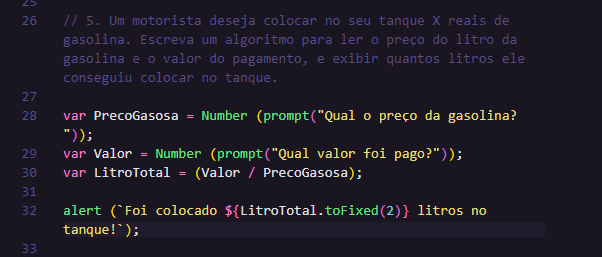 25
26 // 5. Um motorista deseja colocar no seu tanque X reais de
gasolina. Escreva um algoritmo para ler o preço do litro da
gasolina e o valor do pagamento, e exibir quantos litros ele
conseguiu colocar no tanque.
27
28 var PrecoGasosa = Number (prompt("Qual o preço da gasolina?
"));
29 var Valor = Number (prompt("Qual valor foi pago?"));
30 var LitroTotal = (Valor / PrecoGasosa);
31
32 alert (`Foi colocado ${LitroTotal.toFixed(2)} litros no
tanque!`);
33